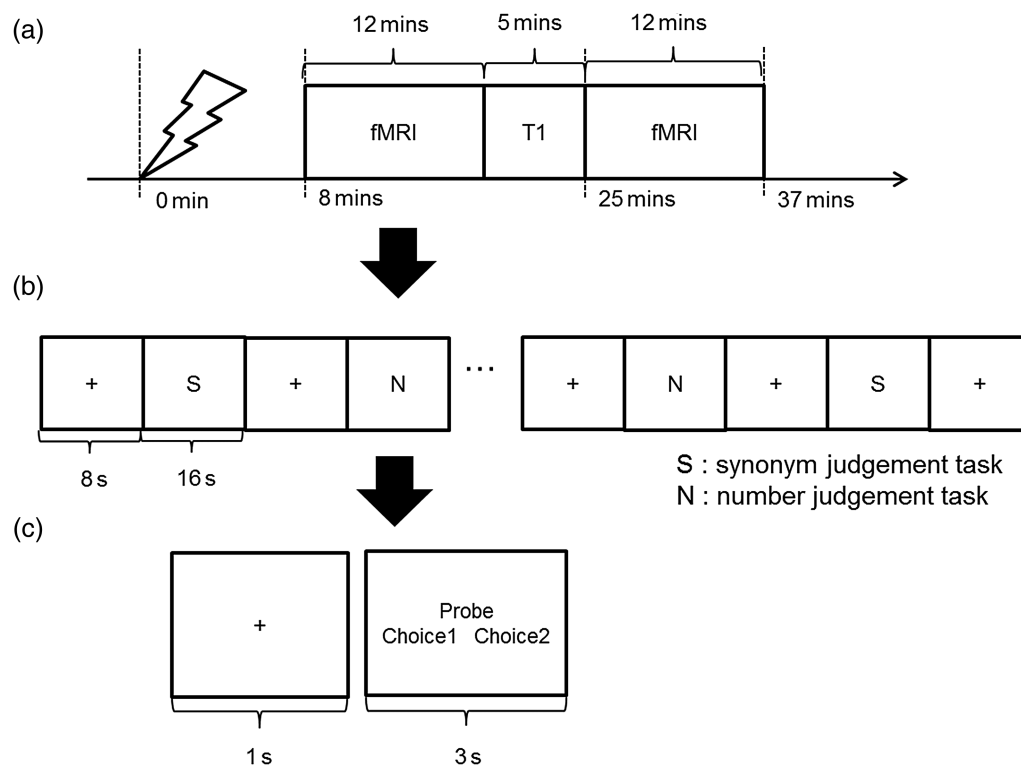 (a)
12 mins 5 mins 12 mins
fMRI T1 fMRI
0 min 8 mins 25 mins 37 mins
(b)
+ S + N ... + N + S +
8 s 16 s
S : synonym judgement task
N : number judgement task
(c)
+
Probe
Choice1 Choice2
1 s 3 s